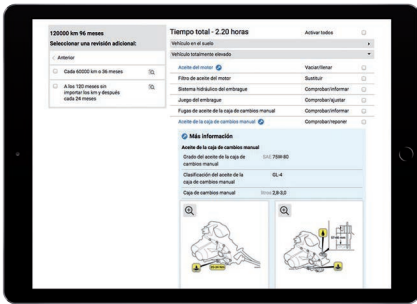 120000 km 96 meses
Seleccionar una revisión adicional:
Anterior
Cada 60000 km o 36 meses
A los 120 meses sin
importar los km y después
cada 24 meses
Tiempo total - 2.20 horas
Activar todos
Vehículo en el suelo
Vehículo totalmente elevado
Aceite del motor
Vaciar/llenar
Filtro de aceite del motor
Sustituir
Sistema hidráulico del embrague
Comprobar/informar
Juego del embrague
Comprobar/ajustar
Fugas de aceite de la caja de cambios manual
Comprobar/informar
Aceite de la caja de cambios manual
Comprobar/reponer
Más información
Aceite de la caja de cambios manual
Grado del aceite de la caja de
cambios manual
SAE 75W-80
Clasificación del aceite de la
caja de cambios manual
GL-4
Caja de cambios manual
litros 2,8-3,0